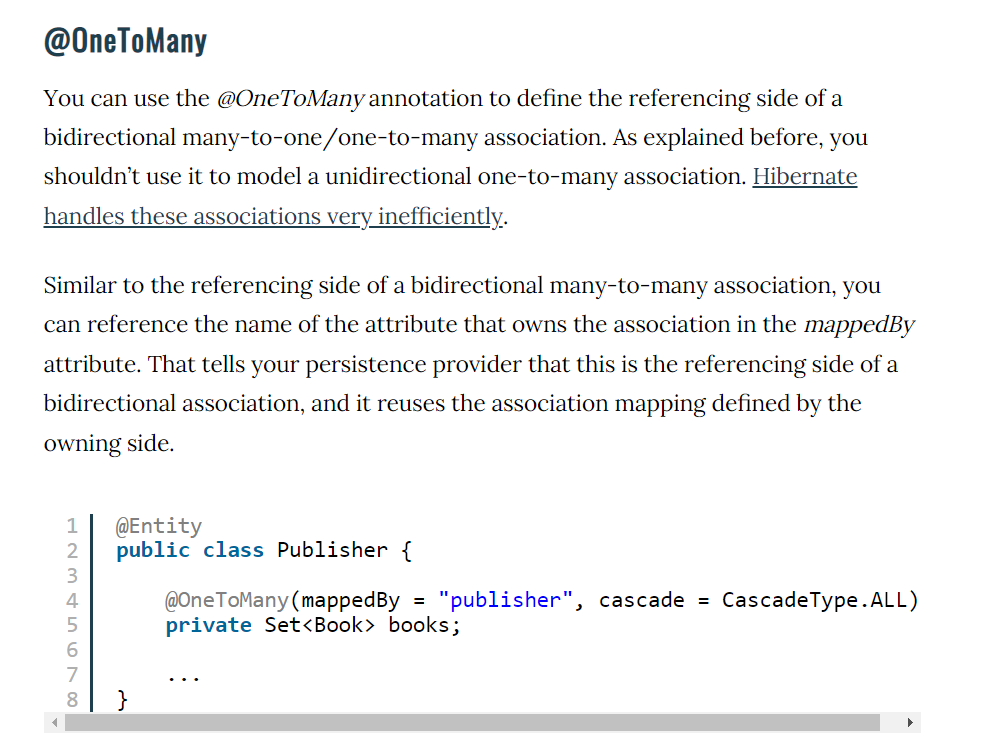 @OneToMany
You can use the @OneToMany annotation to define the referencing side of a
bidirectional many-to-one/one-to-many association. As explained before, you
shouldn’t use it to model a unidirectional one-to-many association. Hibernate
handles these associations very inefficiently.
Similar to the referencing side of a bidirectional many-to-many association, you
can reference the name of the attribute that owns the association in the mappedBy
attribute. That tells your persistence provider that this is the referencing side of a
bidirectional association, and it reuses the association mapping defined by the
owning side.
1 @Entity
2 public class Publisher {
3
4     @OneToMany(mappedBy = "publisher", cascade = CascadeType.ALL)
5     private Set<Book> books;
6
7     ...
8 }